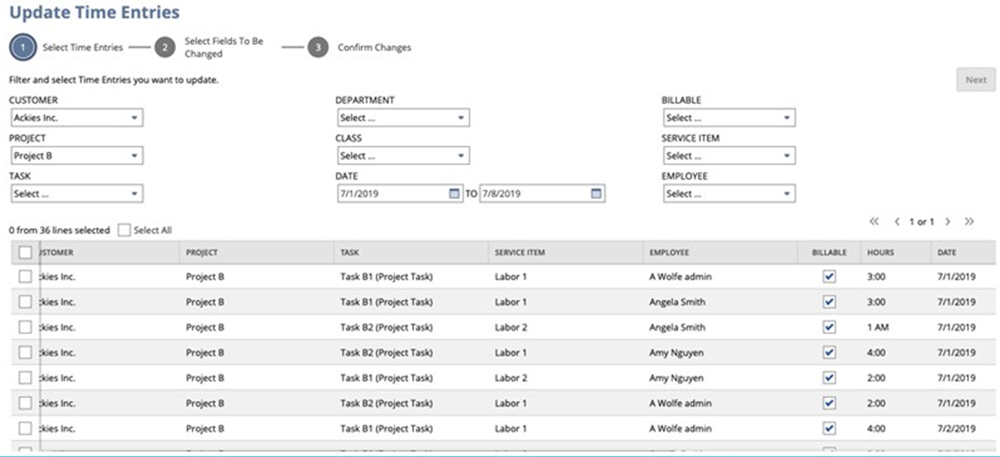 Update Time Entries
1 Select Time Entries 2 Select Fields To Be Changed 3 Confirm Changes
Filter and select Time Entries you want to update.
Next
CUSTOMER DEPARTMENT BILLABLE
Ackies Inc. Select ... Select ...
PROJECT CLASS SERVICE ITEM
Project B Select ... Select ...
TASK DATE EMPLOYEE
Select ... 7/1/2019 TO 7/8/2019 Select ...
0 from 36 lines selected Select All << < 1 or 1 > >>
STOMER PROJECT TASK SERVICE ITEM EMPLOYEE BILLABLE HOURS DATE
kies Inc. Project B Task B1 (Project Task) Labor 1 A Wolfe admin 3:00 7/1/2019
kies Inc. Project B Task B1 (Project Task) Labor 1 Angela Smith 3:00 7/1/2019
kies Inc. Project B Task B2 (Project Task) Labor 2 Angela Smith 1 AM 7/1/2019
kies Inc. Project B Task B2 (Project Task) Labor 1 Amy Nguyen 4:00 7/1/2019
kies Inc. Project B Task B1 (Project Task) Labor 2 Amy Nguyen 2:00 7/1/2019
kies Inc. Project B Task B2 (Project Task) Labor 1 A Wolfe admin 2:00 7/1/2019
kies Inc. Project B Task B1 (Project Task) Labor 1 A Wolfe admin 4:00 7/2/2019